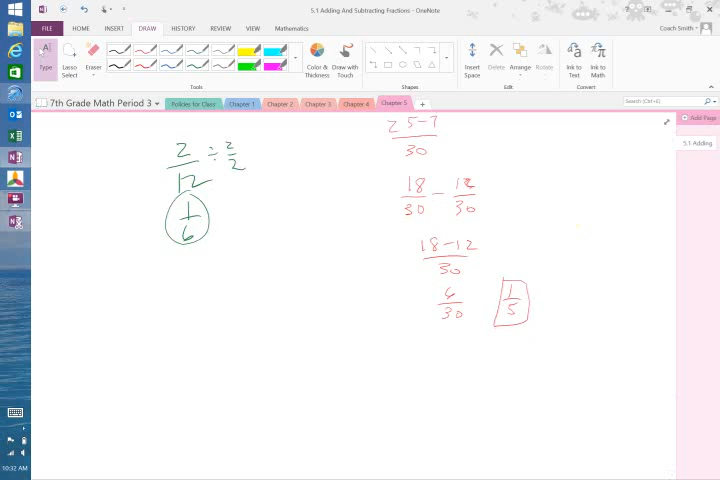 5.1 Adding And Subtracting Fractions - OneNote
FILE HOME INSERT DRAW HISTORY REVIEW VIEW Mathematics
Coach Smith
Type
Lasso Select
Eraser
Color & Thickness
Draw with Touch
Insert Space
Delete
Arrange
Rotate
Ink to Text
Ink to Math
Tools
Shapes
Edit
Convert
7th Grade Math Period 3 Policies for Class Chapter 1 Chapter 2 Chapter 3 Chapter 4 Chapter 5 +
Search (Ctrl+E)
Add Page
5.1 Adding
2/12 ÷ 2/2
1/6
25-7
30
18/30 - 12/30
18-12
30
6/30 1/5
10:32 AM